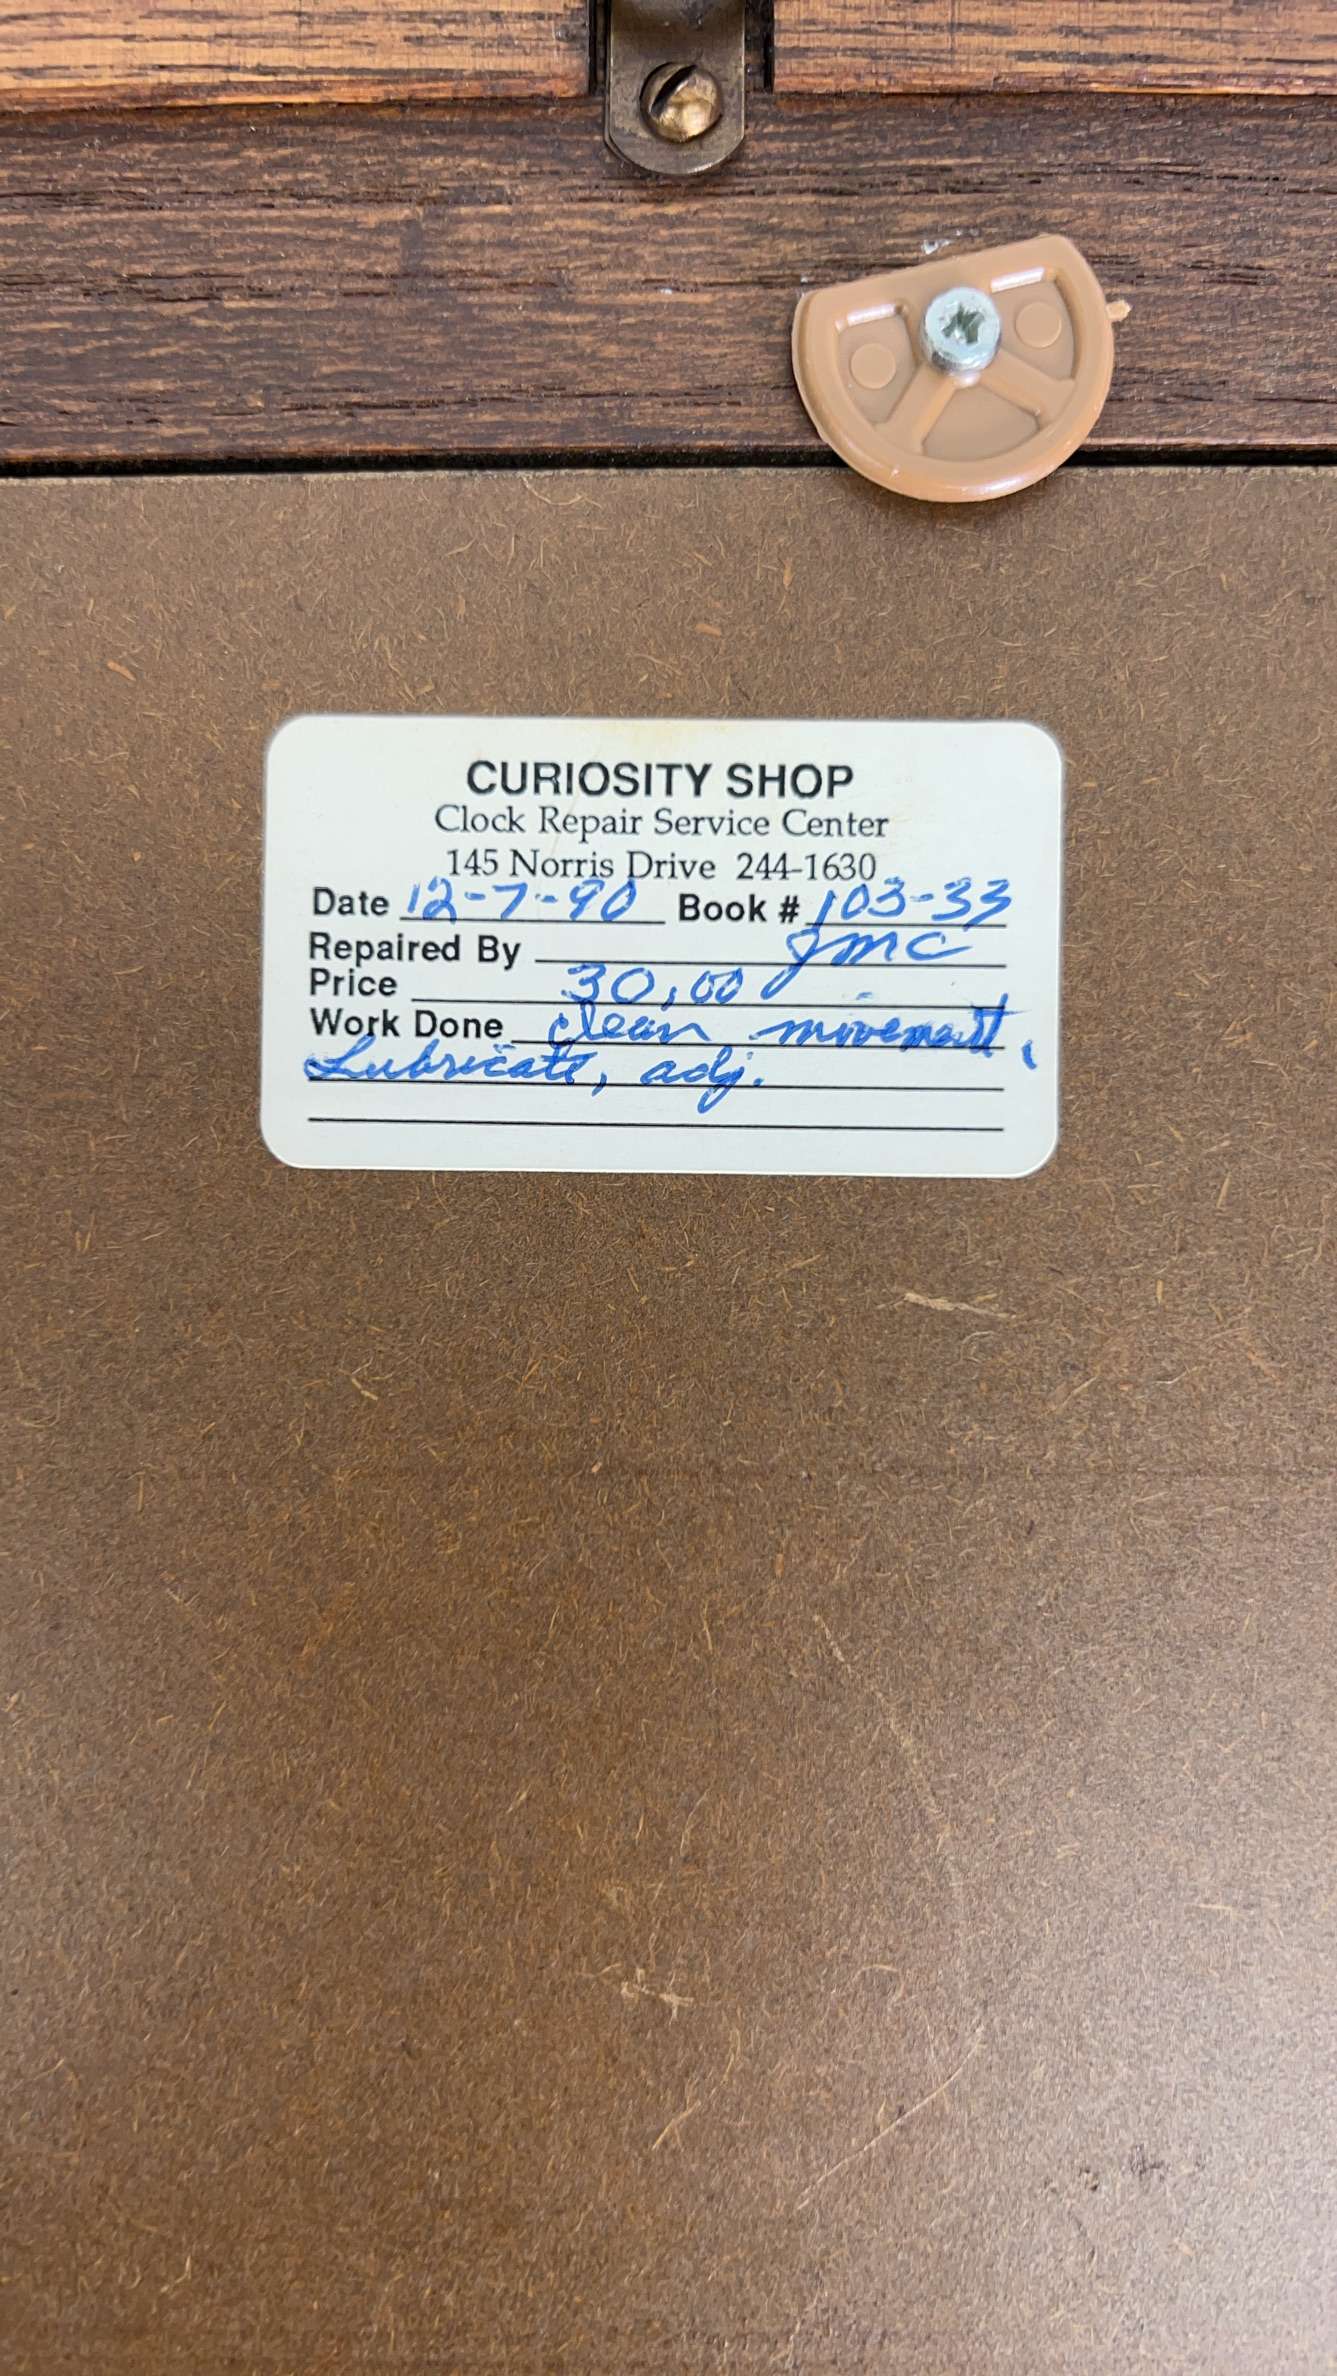 CURIOSITY SHOP
Clock Repair Service Center
145 Norris Drive 244-1630
Date 12-7-90 Book # 103-33
Repaired By JMC
Price 30,00
Work Done clean movement,
Lubricate, adj.